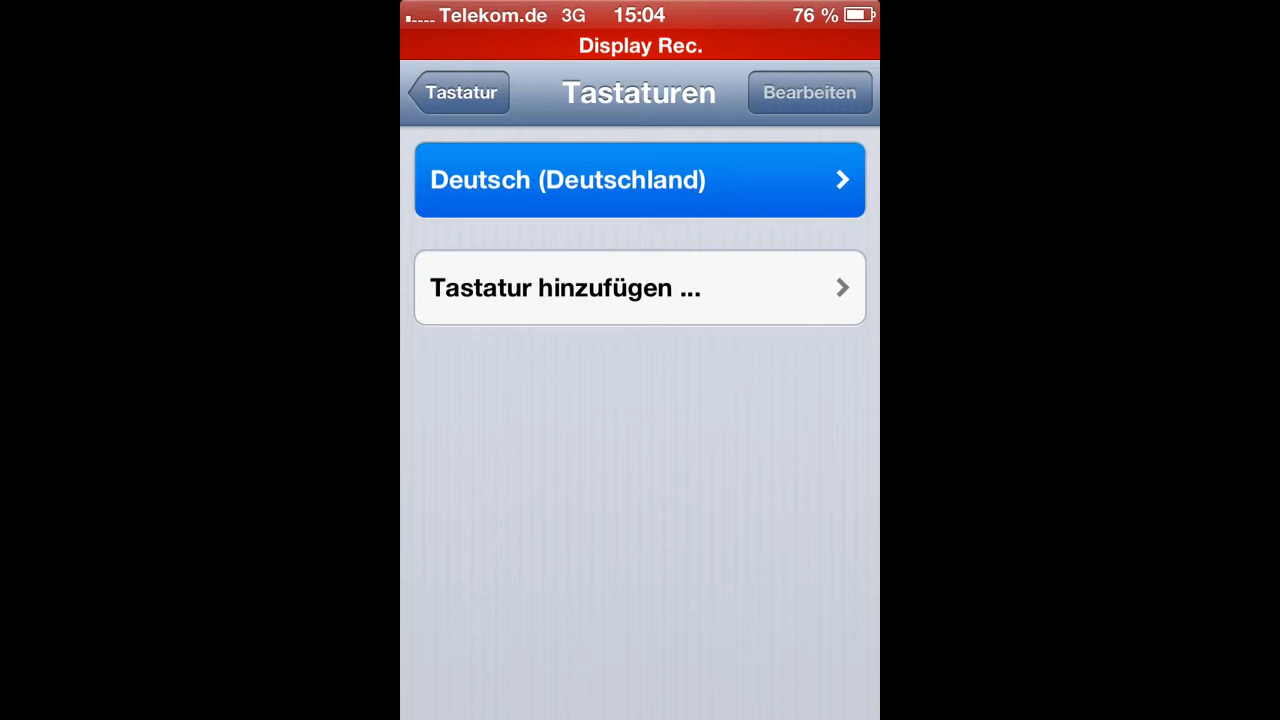 Telekom.de 3G 15:04 76 %
Display Rec.
Tastatur Tastaturen Bearbeiten
Deutsch (Deutschland)
Tastatur hinzufügen ...